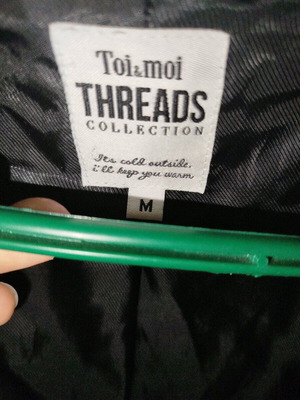 Toi&moi
THREADS
COLLECTION
It's cold outside,
i'll keep you warm
M